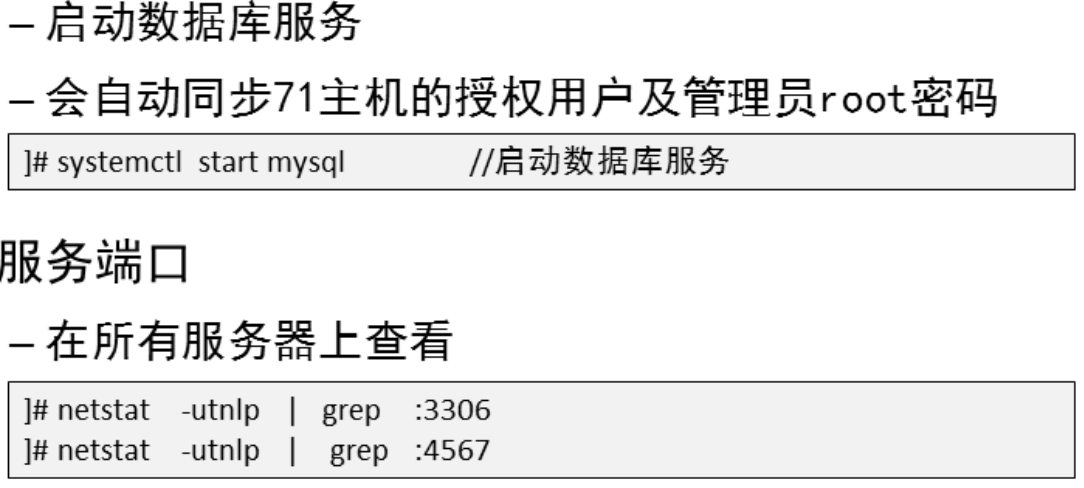 – 启动数据库服务
– 会自动同步71主机的授权用户及管理员root密码
]# systemctl start mysql //启动数据库服务
服务端口
– 在所有服务器上查看
]# netstat -utnlp | grep :3306
]# netstat -utnlp | grep :4567